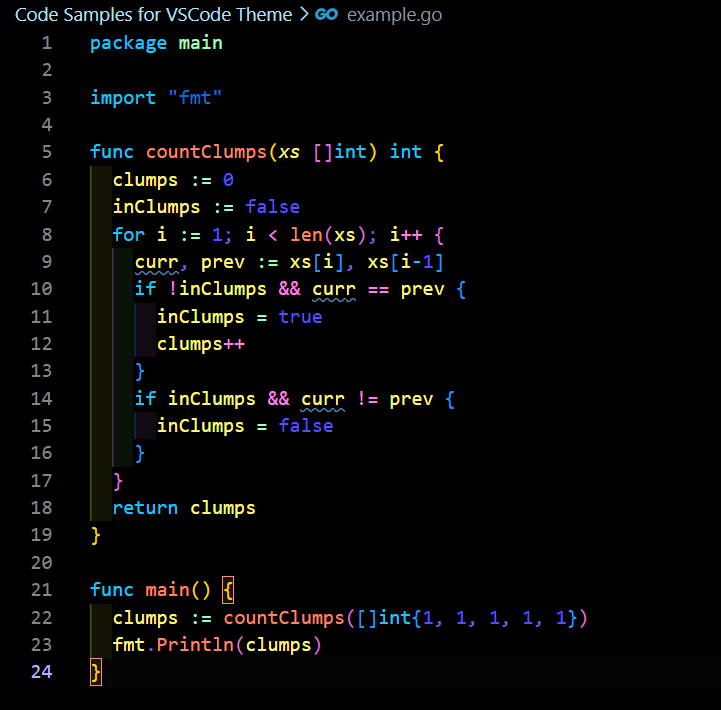 Code Samples for VSCode Theme > GO example.go
1 package main
2
3 import "fmt"
4
5 func countClumps(xs []int) int {
6 clumps := 0
7 inClumps := false
8 for i := 1; i < len(xs); i++ {
9 curr, prev := xs[i], xs[i-1]
10 if !inClumps && curr == prev {
11 inClumps = true
12 clumps++
13 }
14 if inClumps && curr != prev {
15 inClumps = false
16 }
17 }
18 return clumps
19 }
20
21 func main() {
22 clumps := countClumps([]int{1, 1, 1, 1, 1})
23 fmt.Println(clumps)
24 }